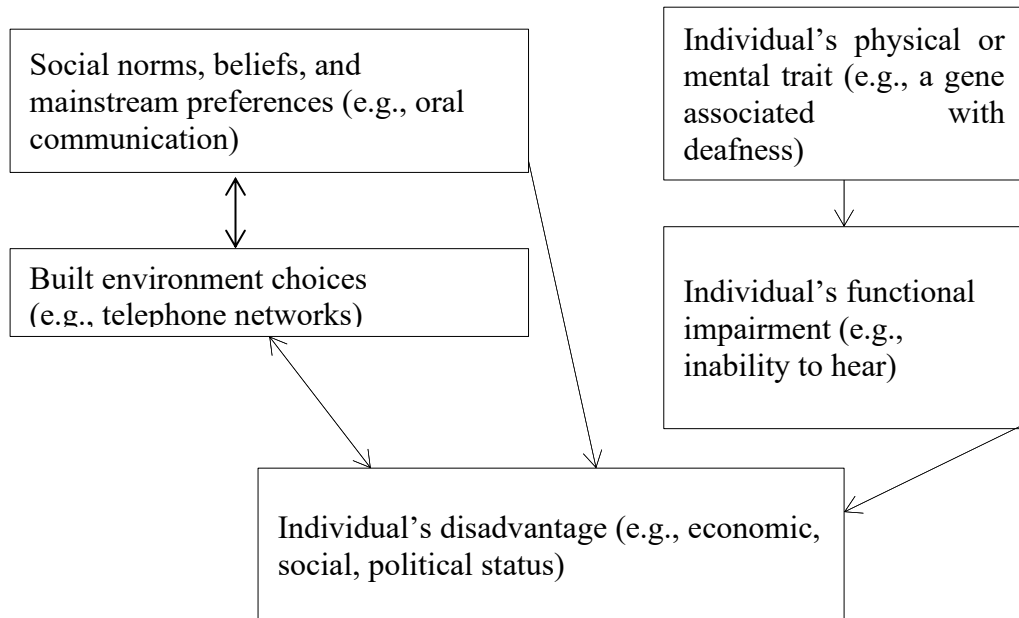 Social norms, beliefs, and
mainstream preferences (e.g., oral
communication)
Individual’s physical or
mental trait (e.g., a gene
associated with
deafness)
Built environment choices
(e.g., telephone networks)
Individual’s functional
impairment (e.g.,
inability to hear)
Individual’s disadvantage (e.g., economic,
social, political status)